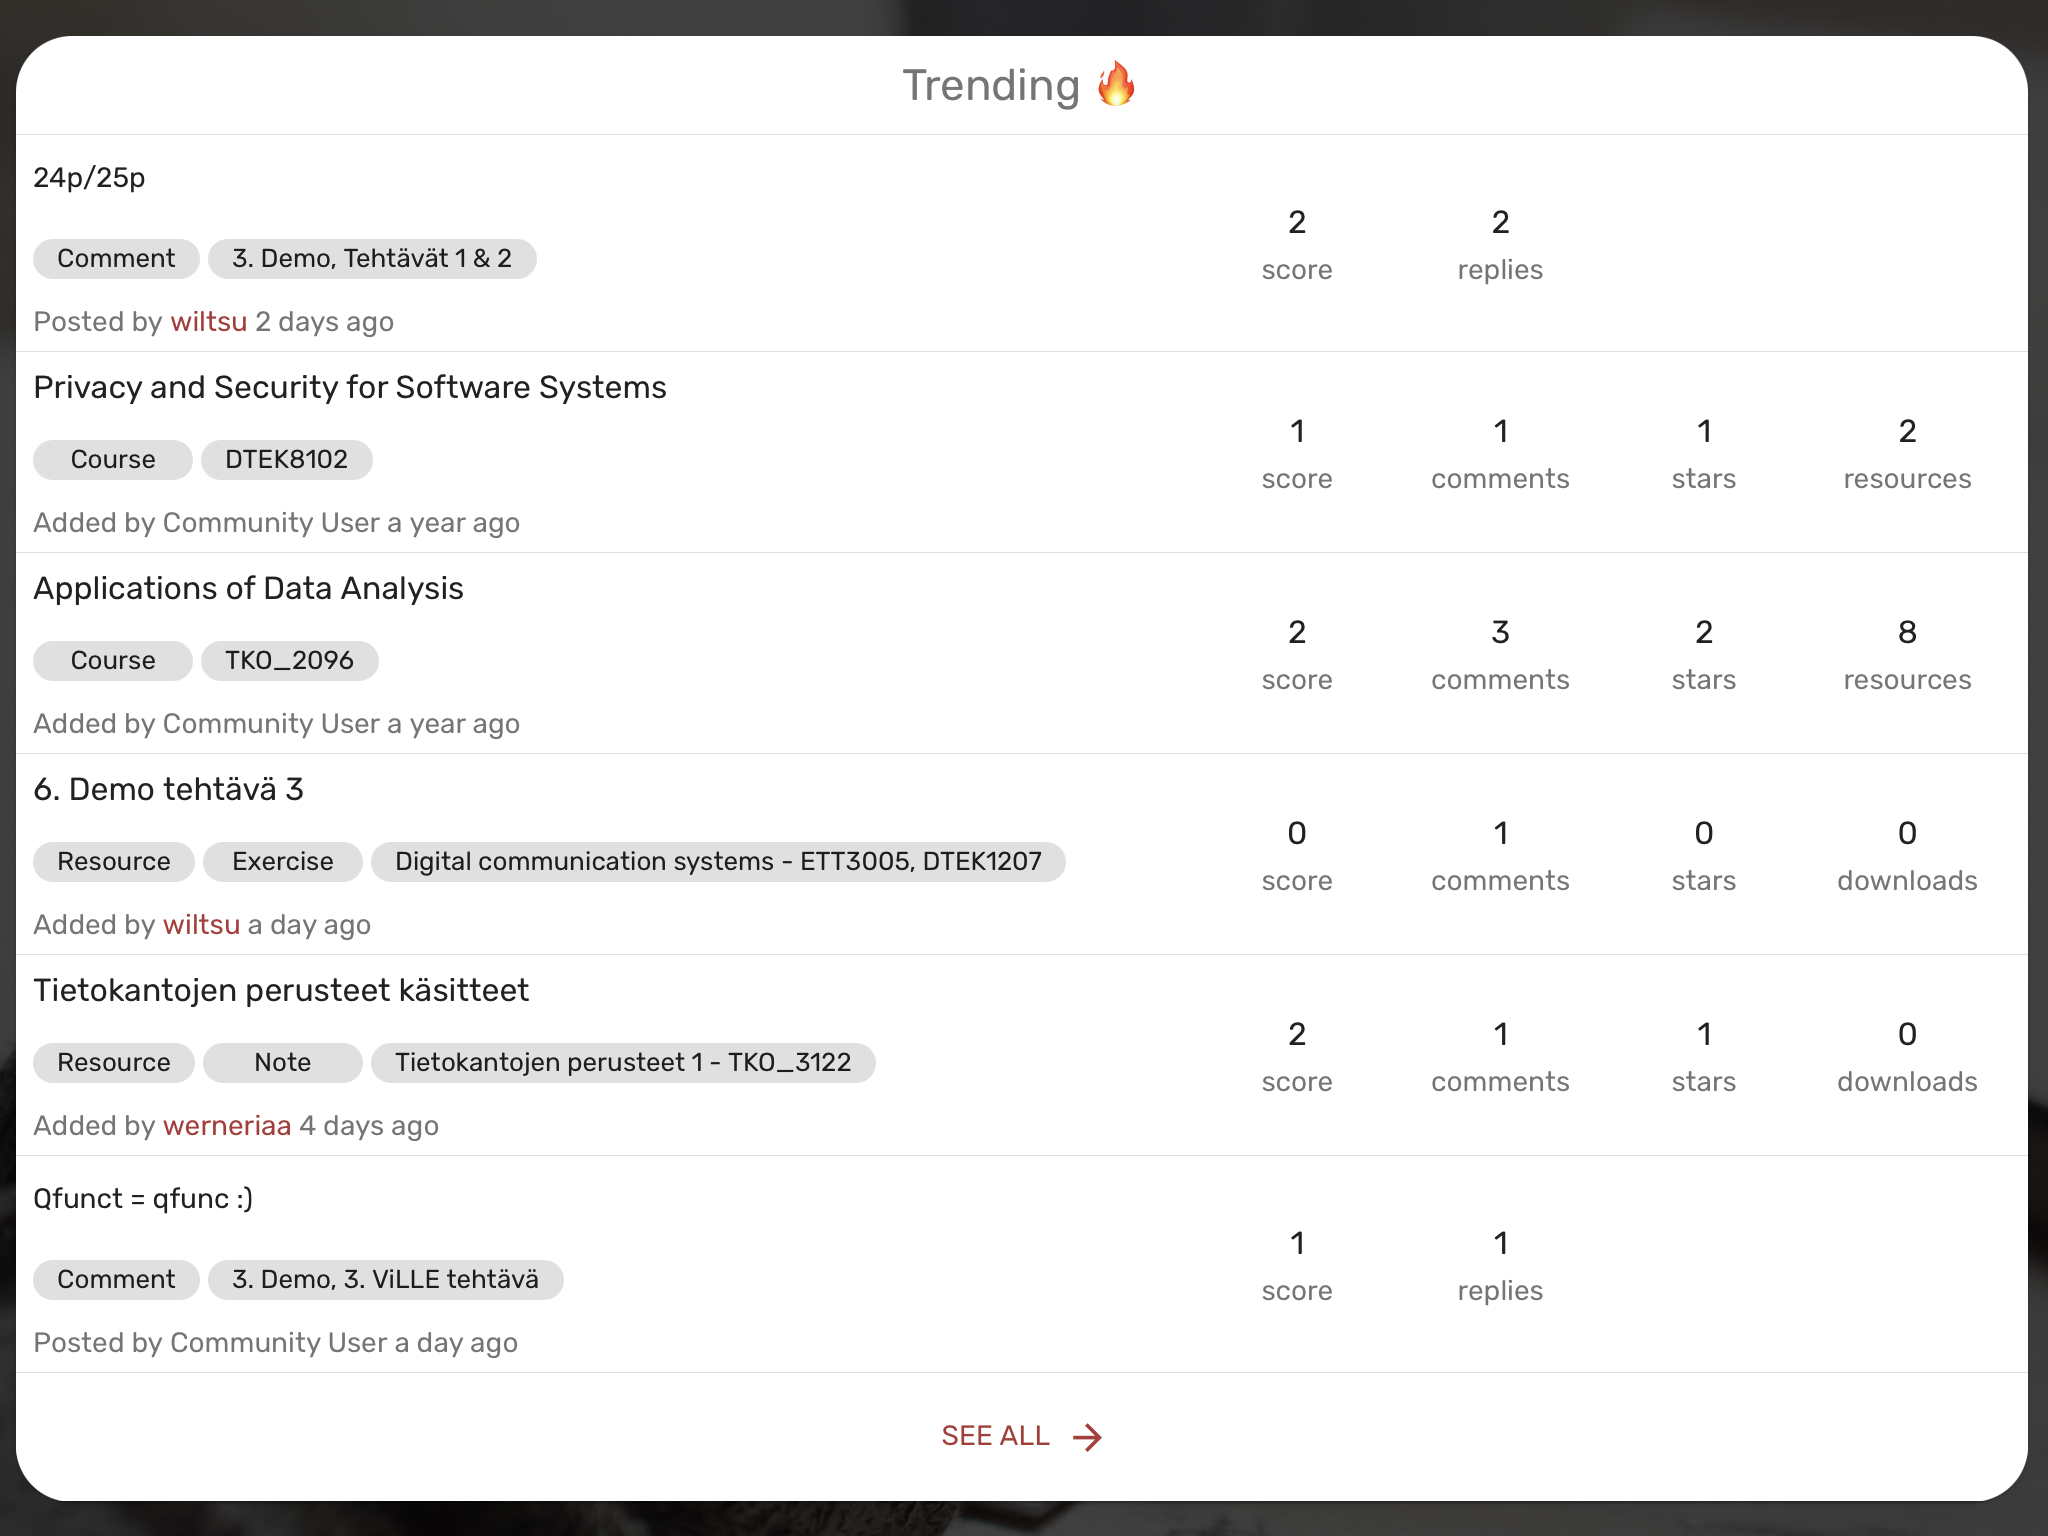 Trending 🔥
24p/25p
2 2
Comment 3. Demo, Tehtävät 1 & 2
score replies
Posted by wiltsu 2 days ago
Privacy and Security for Software Systems
1 1 1 2
Course DTEK8102
score comments stars resources
Added by Community User a year ago
Applications of Data Analysis
2 3 2 8
Course TKO_2096
score comments stars resources
Added by Community User a year ago
6. Demo tehtävä 3
0 1 0 0
Resource Exercise Digital communication systems - ETT3005, DTEK1207
score comments stars downloads
Added by wiltsu a day ago
Tietokantojen perusteet käsitteet
2 1 1 0
Resource Note Tietokantojen perusteet 1 - TKO_3122
score comments stars downloads
Added by werneriaa 4 days ago
Qfunct = qfunc :)
1 1
Comment 3. Demo, 3. ViLLE tehtävä
score replies
Posted by Community User a day ago
SEE ALL →